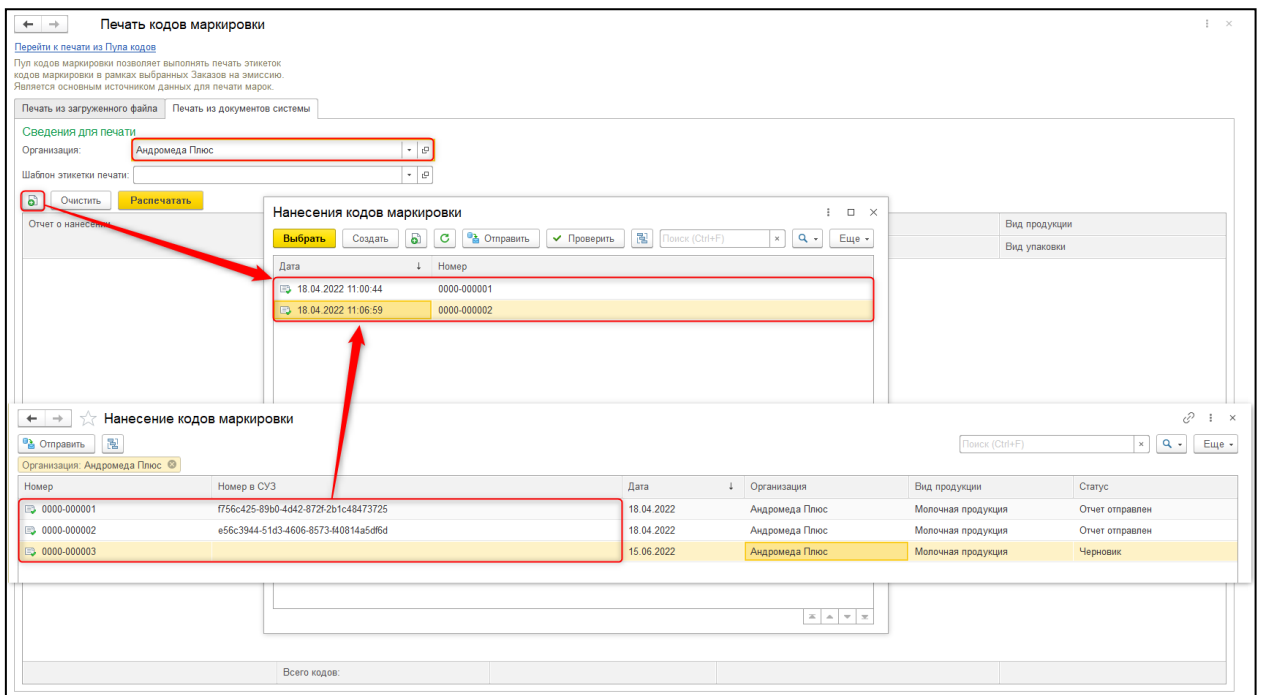 Печать кодов маркировки
Перейти к печати из Пула кодов
Пул кодов маркировки позволяет выполнять печать этикеток
кодов маркировки в рамках выбранных Заказов на эмиссию.
Является основным источником данных для печати марок.
Печать из загруженного файла Печать из документов системы
Сведения для печати
Организация: Андромеда Плюс
Шаблон этикетки печати:
Очистить Распечатать
Отчет о нанесении
Вид продукции
Вид упаковки
Нанесения кодов маркировки
Выбрать Создать Отправить Проверить Поиск (Ctrl+F) × Еще
Дата ↓ Номер
18.04.2022 11:00:44 0000-000001
18.04.2022 11:06:59 0000-000002
Нанесение кодов маркировки
Отправить Поиск (Ctrl+F) × Еще
Организация: Андромеда Плюс
Номер Номер в СУЗ Дата ↓ Организация Вид продукции Статус
0000-000001 f756c425-89b0-4d42-872f-2b1c48473725 18.04.2022 Андромеда Плюс Молочная продукция Отчет отправлен
0000-000002 e56c3944-51d3-4606-8573-f40814a5df6d 18.04.2022 Андромеда Плюс Молочная продукция Отчет отправлен
0000-000003 15.06.2022 Андромеда Плюс Молочная продукция Черновик
Всего кодов: